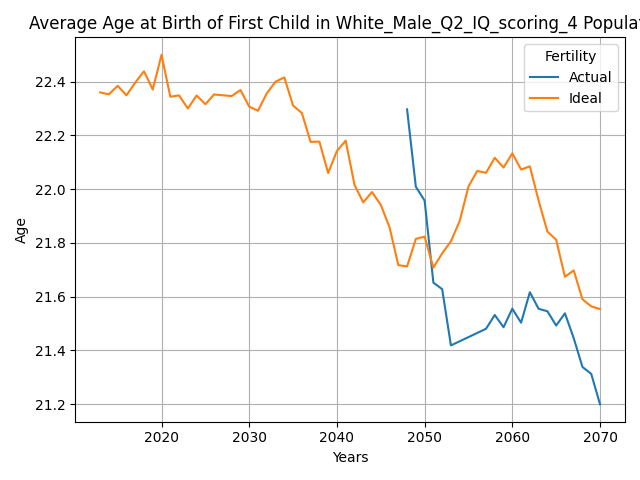 Average Age at Birth of First Child in White_Male_Q2_IQ_scoring_4 Popula
Fertility
Actual
Ideal
22.4
22.2
22.0
21.8
21.6
21.4
21.2
Age
2020 2030 2040 2050 2060 2070
Years